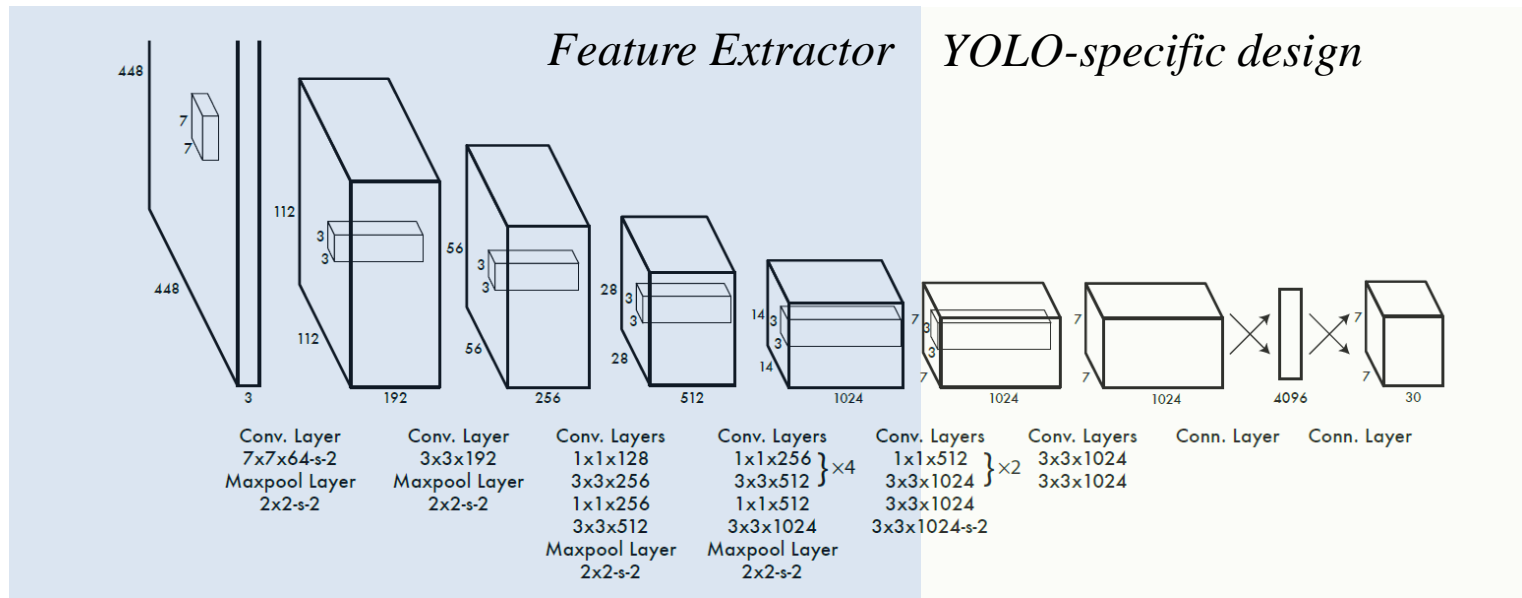 Feature Extractor
YOLO-specific design
448
448
7
7
3
112
112
3
3
192
56
56
3
3
256
28
28
3
3
512
14
14
3
3
1024
7
7
3
3
1024
7
7
1024
4096
7
7
30
Conv. Layer
7x7x64-s-2
Maxpool Layer
2x2-s-2
Conv. Layer
3x3x192
Maxpool Layer
2x2-s-2
Conv. Layers
1x1x128
3x3x256
1x1x256
3x3x512
Maxpool Layer
2x2-s-2
Conv. Layers
1x1x256
3x3x512
}×4
1x1x512
3x3x1024
Maxpool Layer
2x2-s-2
Conv. Layers
1x1x512
3x3x1024
}×2
3x3x1024
3x3x1024-s-2
Conv. Layers
3x3x1024
3x3x1024
Conn. Layer
Conn. Layer